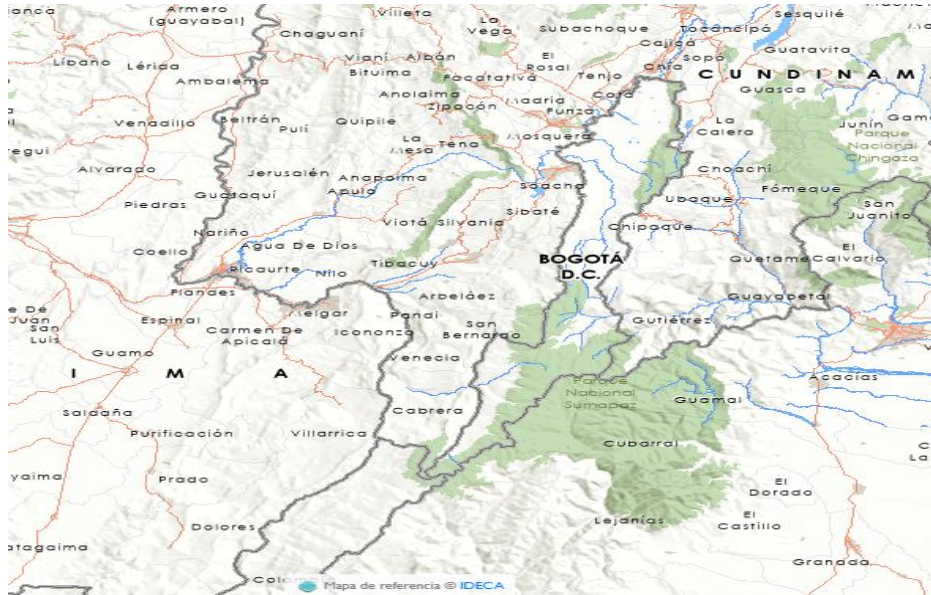 Armero
(guayabal)
Villeta
La
Vega
Subachoque
Sesquilé
Tocancipá
Cajicá
Chaguaní
Guatavita
Sopó
Líbano
Lérida
Vianí
Albán
El
Rosal
Chía
Bituima
Tenjo
CUNDINAMA
Ambalema
Facatativá
Guasca
Anolaima
Zipacón
Madrid
Cota
Funza
Venadillo
Beltrán
Pulí
Quipile
La
Mesa
Tena
Mosquera
La
Calera
Junín
Parque
Nacional
Chingaza
Alvarado
Jerusalén
Anapoima
Apulo
Soacha
Choachí
Fómeque
Guataquí
Piedras
Ubaque
San
Juanito
Viotá
Silvania
Sibaté
Nariño
Chipaque
Coello
Agua De Dios
El
Calvario
BOGOTÁ
D.C.
Quetame
Tibacuy
Ricaurte
Nilo
Flandes
Arbeláez
Guayabetal
San
Luis
Espinal
Melgar
Pandi
Carmen De
Apicalá
Icononzo
San
Bernardo
Gutiérrez
Guamo
Venecia
I M A
Parque
Nacional
Sumapaz
Acacías
Guamal
Saldaña
Cabrera
Purificación
Villarrica
Cubarral
Prado
El
Dorado
Dolores
Lejanías
El
Castillo
Granada
Mapa de referencia © IDECA